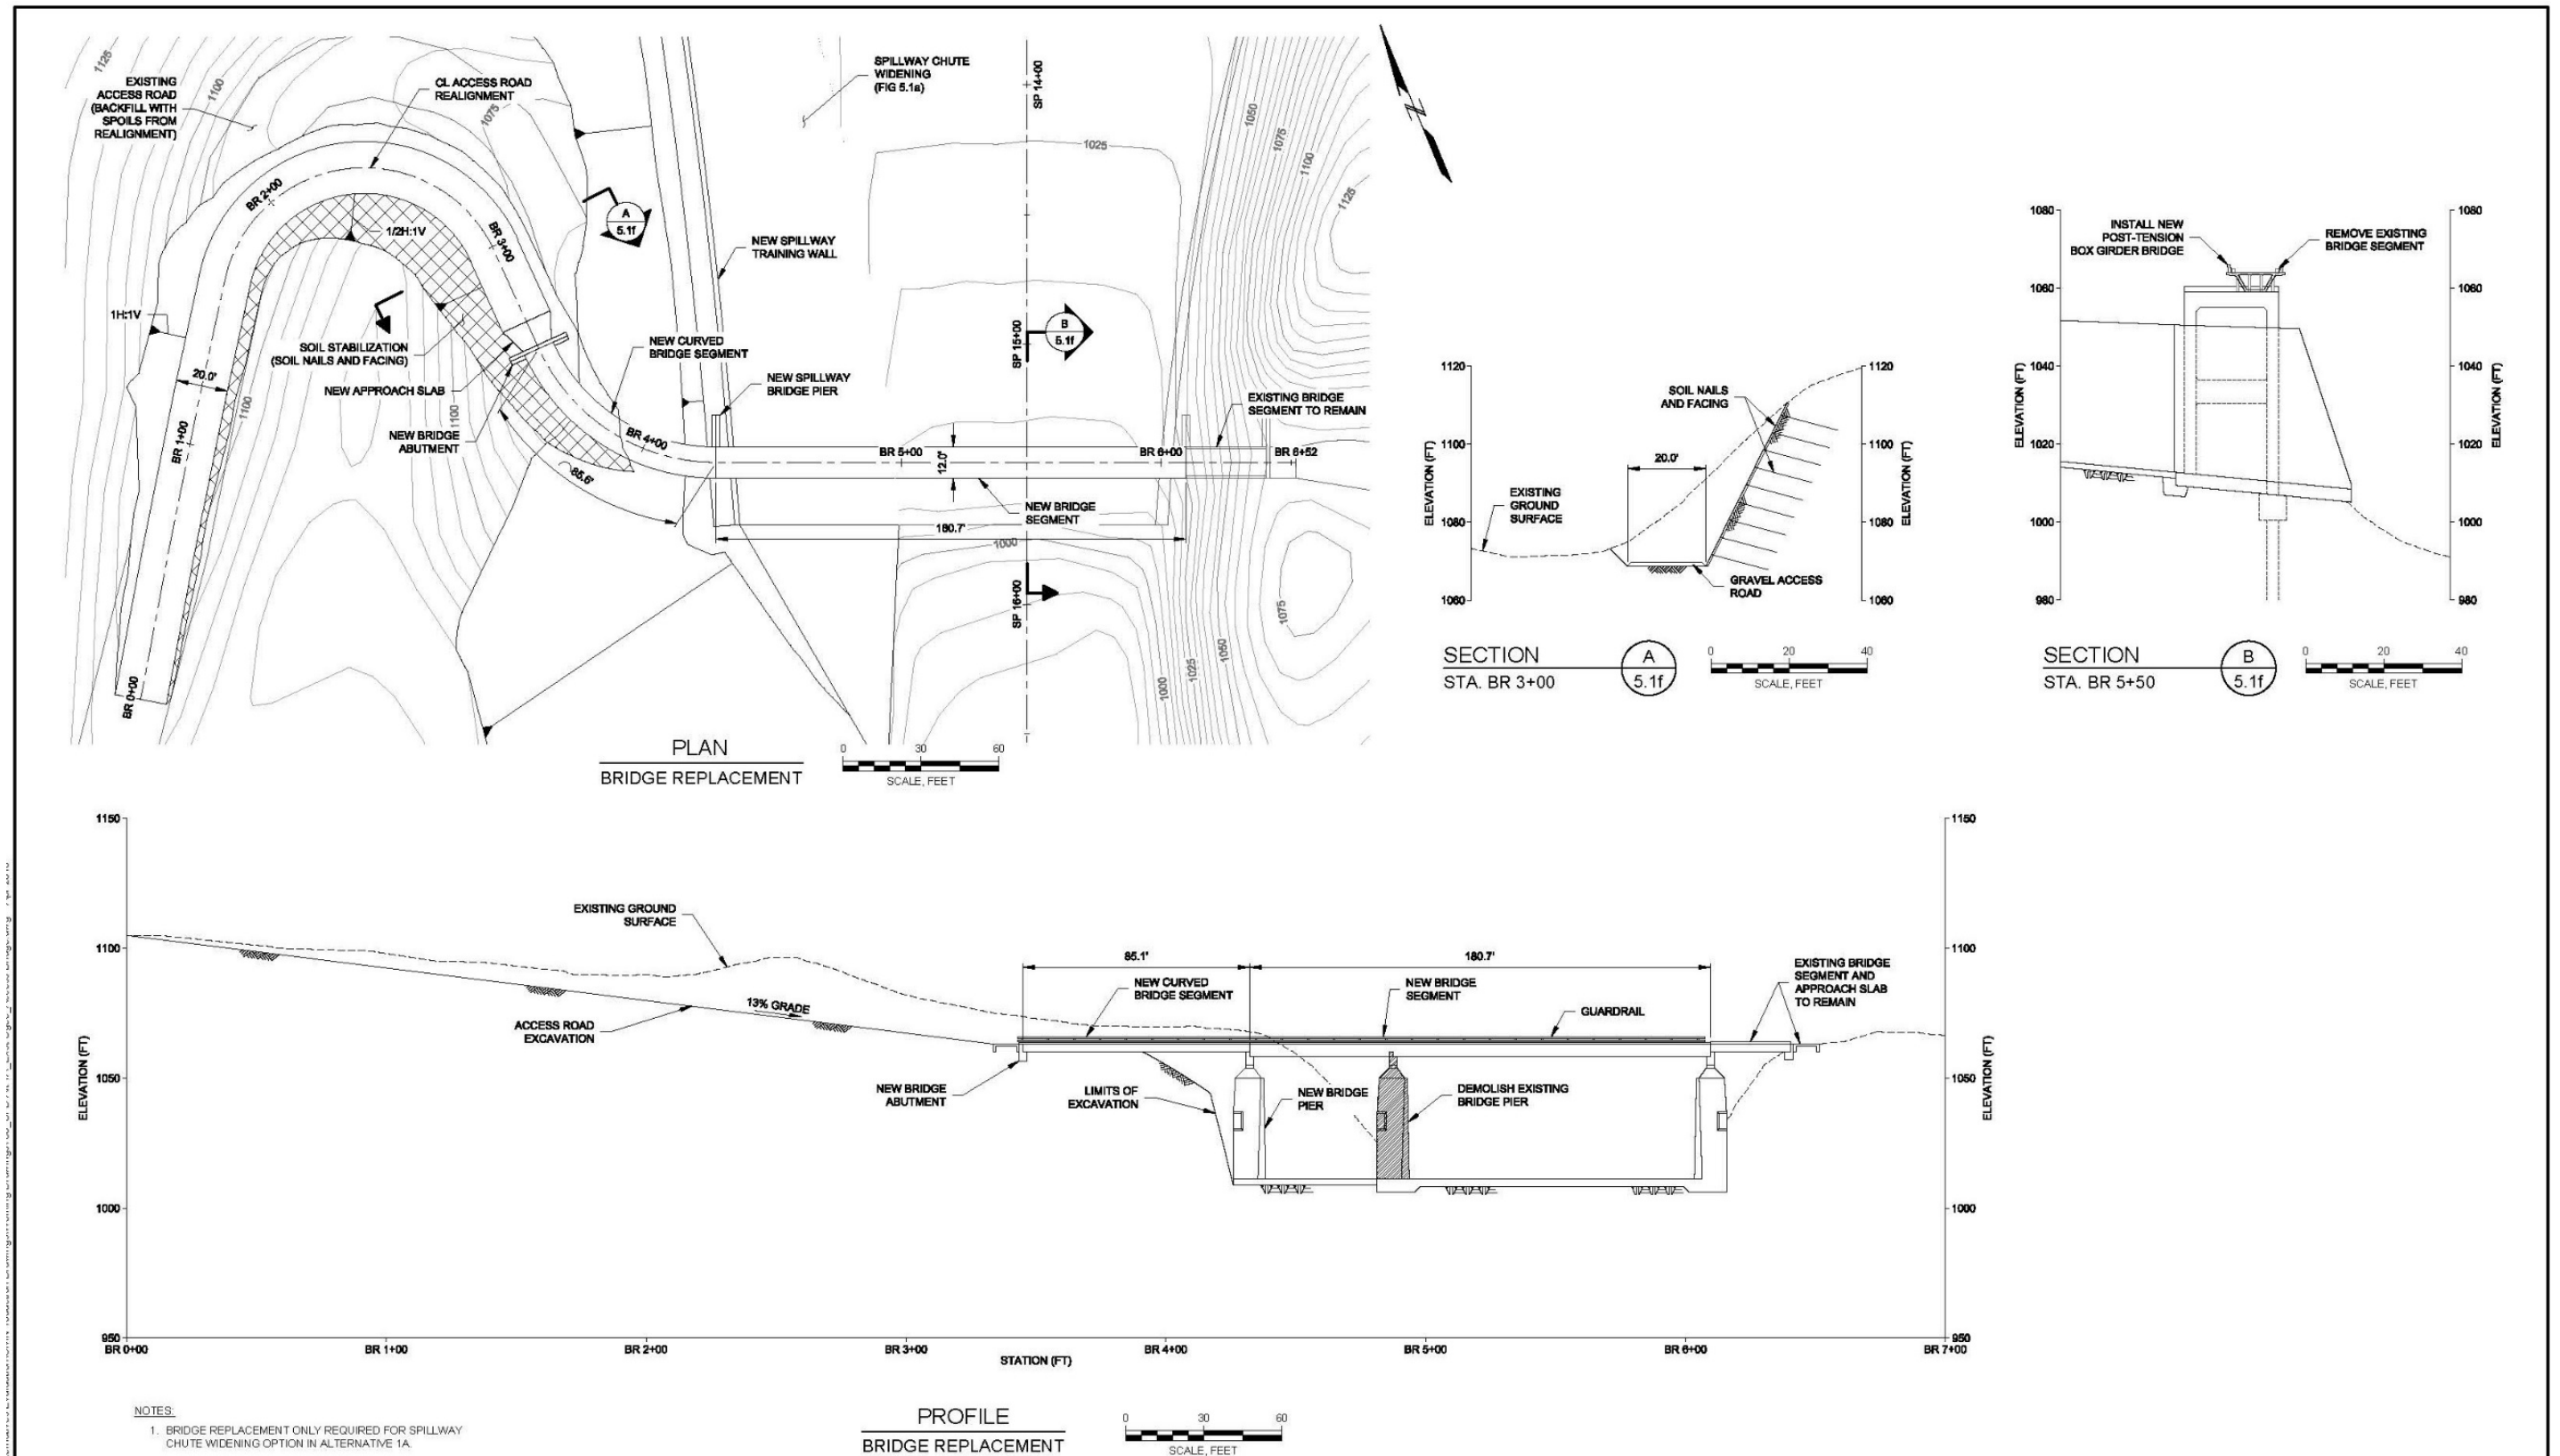 1125
EXISTING
ACCESS ROAD
(BACKFILL WITH
SPOILS FROM
REALIGNMENT)
1100
CL ACCESS ROAD
REALIGNMENT
1075
SPILLWAY CHUTE
WIDENING
(FIG 5.1a)
SP 14+00
1025
1050
1075
1100
1125
N
BR 2+00
BR 3+00
1/2H:1V
A
5.1f
NEW SPILLWAY
TRAINING WALL
1H:1V
SOIL STABILIZATION
(SOIL NAILS AND FACING)
NEW CURVED
BRIDGE SEGMENT
SP 15+00
B
5.1f
20.0'
NEW APPROACH SLAB
NEW SPILLWAY
BRIDGE PIER
EXISTING BRIDGE
SEGMENT TO REMAIN
1100
1100
BR 1+00
NEW BRIDGE
ABUTMENT
BR 4+00
BR 5+00
12.0'
BR 6+00
BR 6+52
85.6'
NEW BRIDGE
SEGMENT
180.7'
1000
SP 16+00
1075
1050
1025
1000
BR 0+00
PLAN
BRIDGE REPLACEMENT
0 30 60
SCALE, FEET
1120
1100
1080
1060
ELEVATION (FT)
SOIL NAILS
AND FACING
20.0'
EXISTING
GROUND
SURFACE
GRAVEL ACCESS
ROAD
1120
1100
1080
1060
ELEVATION (FT)
SECTION
STA. BR 3+00
A
5.1f
0 20 40
SCALE, FEET
1080
1060
1040
1020
1000
980
ELEVATION (FT)
INSTALL NEW
POST-TENSION
BOX GIRDER BRIDGE
REMOVE EXISTING
BRIDGE SEGMENT
1080
1060
1040
1020
1000
980
ELEVATION (FT)
SECTION
STA. BR 5+50
B
5.1f
0 20 40
SCALE, FEET
1150
1100
1050
1000
950
ELEVATION (FT)
EXISTING GROUND
SURFACE
13% GRADE
ACCESS ROAD
EXCAVATION
85.1'
180.7'
NEW CURVED
BRIDGE SEGMENT
NEW BRIDGE
SEGMENT
GUARDRAIL
EXISTING BRIDGE
SEGMENT AND
APPROACH SLAB
TO REMAIN
NEW BRIDGE
ABUTMENT
LIMITS OF
EXCAVATION
NEW BRIDGE
PIER
DEMOLISH EXISTING
BRIDGE PIER
1150
1100
1050
1000
950
ELEVATION (FT)
BR 0+00 BR 1+00 BR 2+00 BR 3+00 BR 4+00 BR 5+00 BR 6+00 BR 7+00
STATION (FT)
NOTES:
1. BRIDGE REPLACEMENT ONLY REQUIRED FOR SPILLWAY
CHUTE WIDENING OPTION IN ALTERNATIVE 1A.
PROFILE
BRIDGE REPLACEMENT
0 30 60
SCALE, FEET